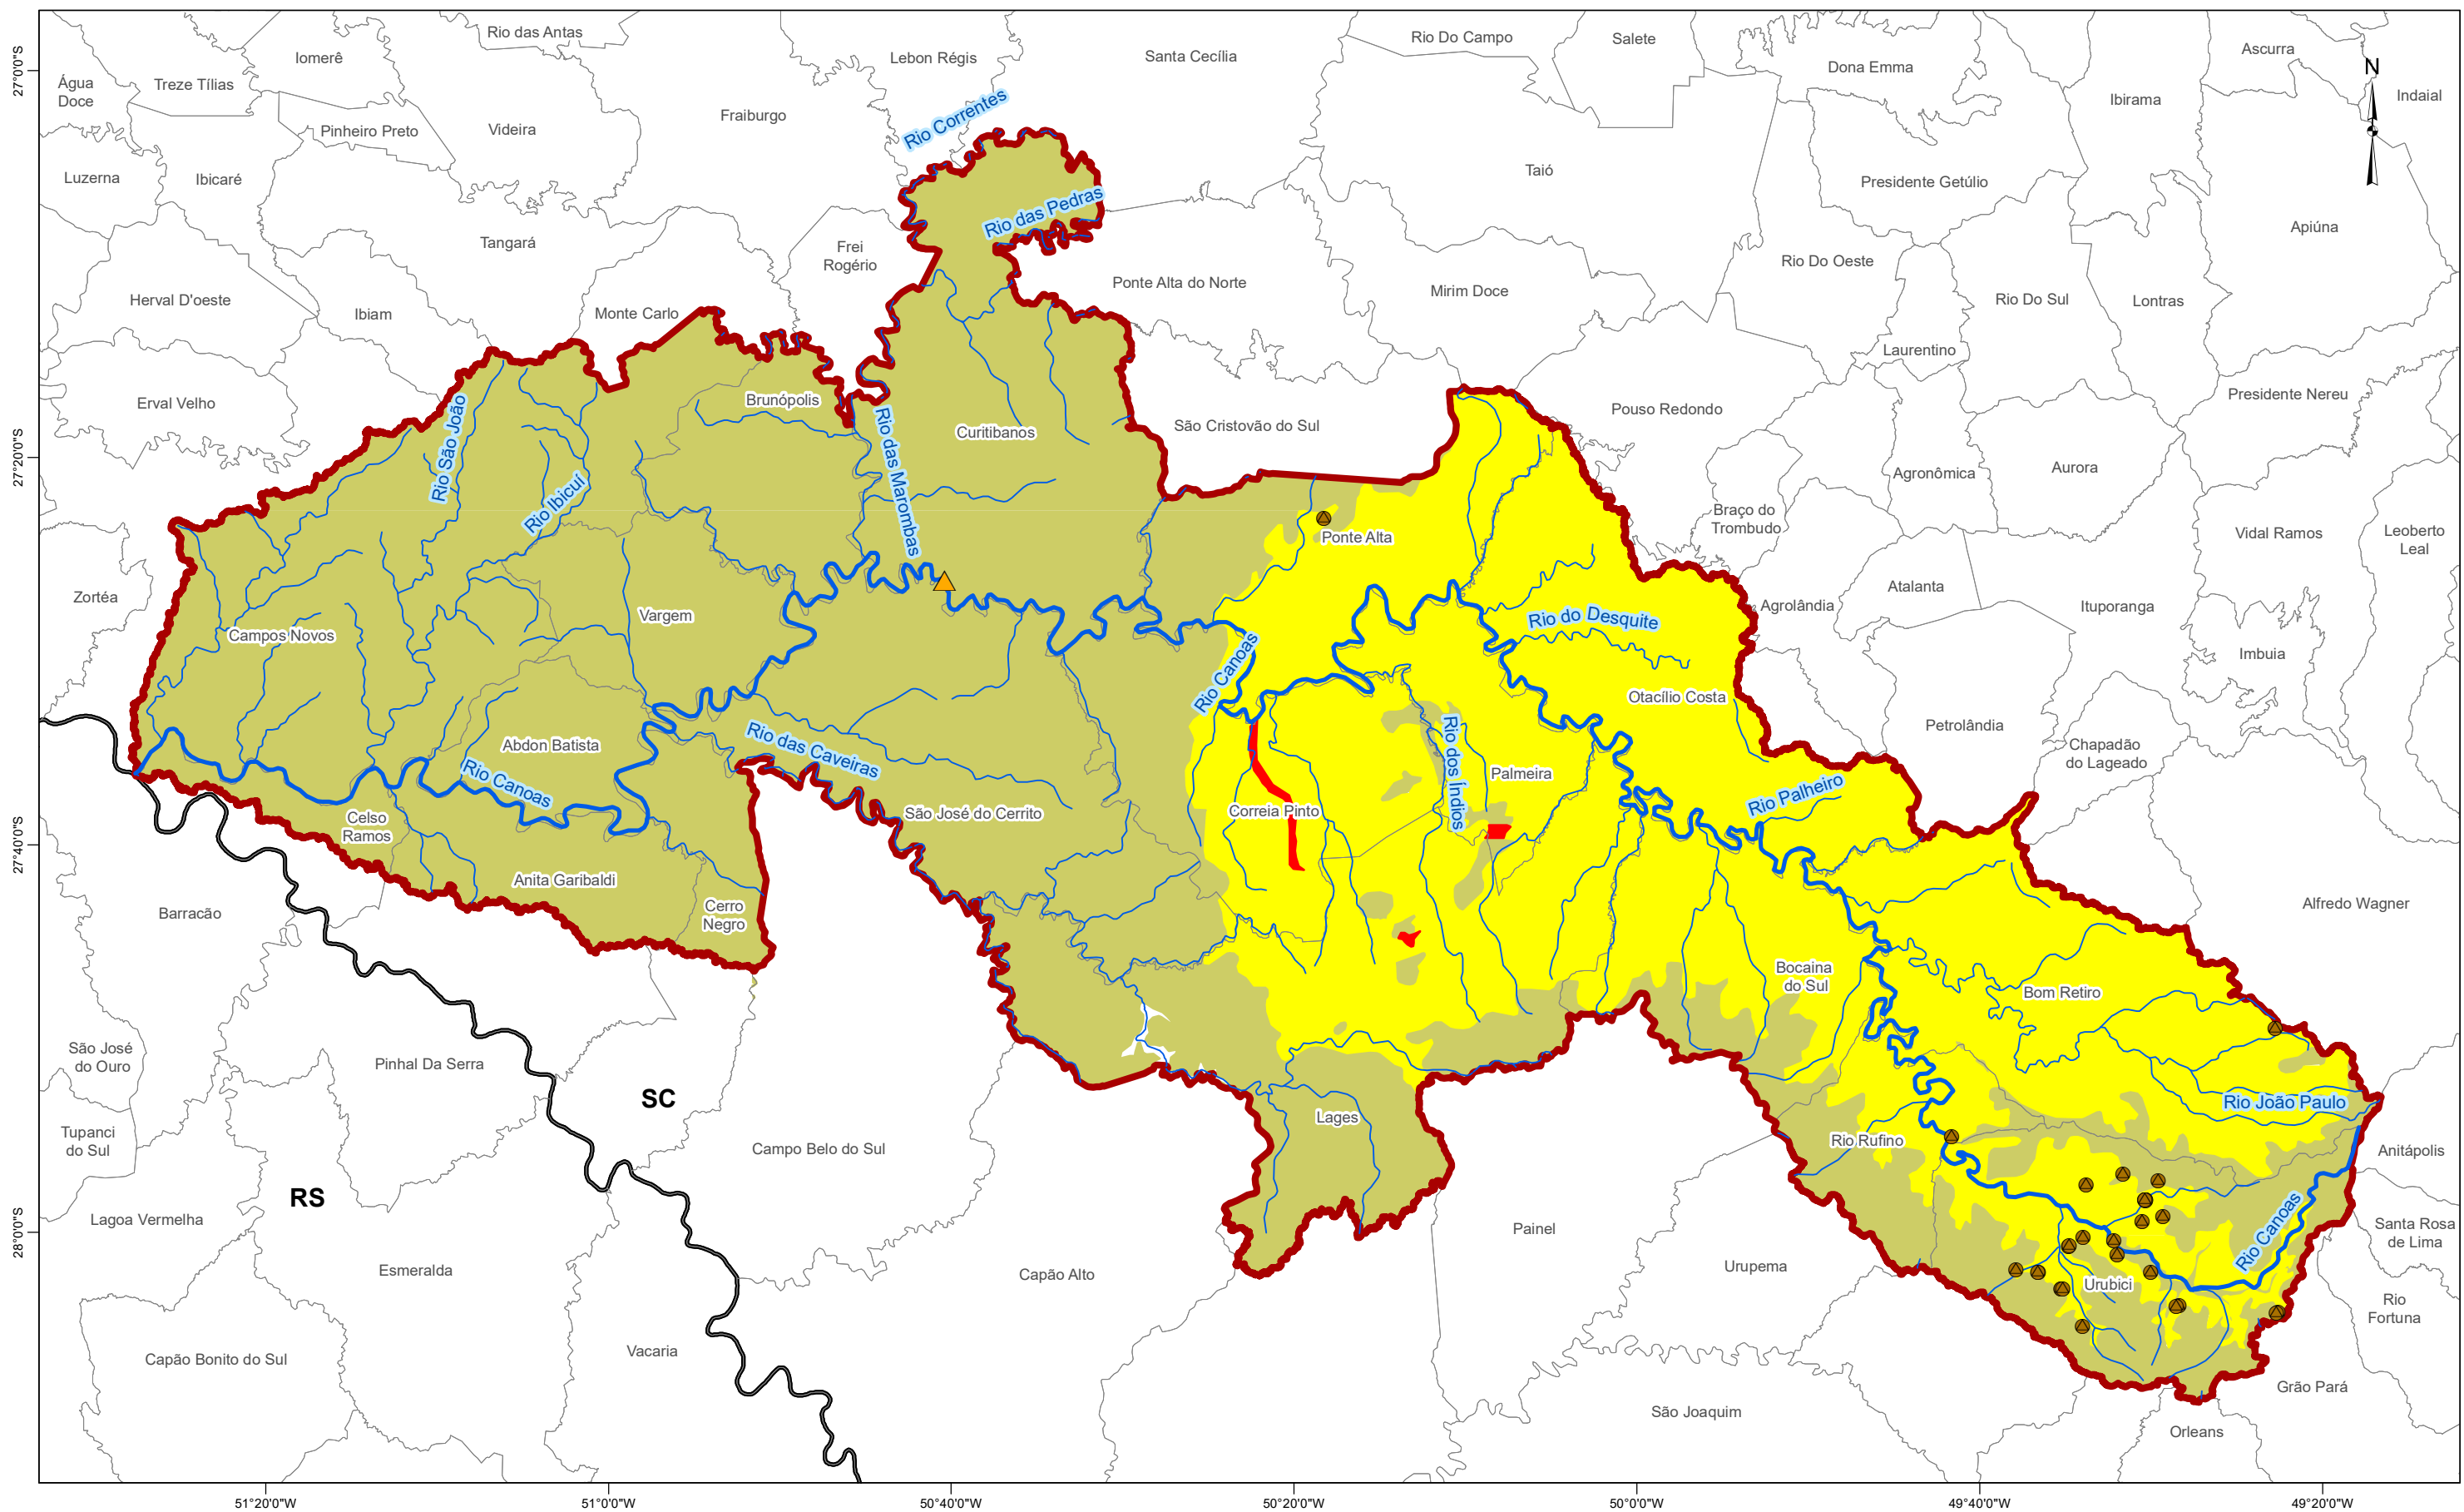 Rio das Antas
Iomerê
Lebon Régis
Santa Cecília
Rio Do Campo
Salete
Ascurra
N
Água
Doce
Treze Tílias
Dona Emma
Indaial
27°0'0"S
Pinheiro Preto
Videira
Fraiburgo
Rio Correntes
Ibirama
Luzerna
Ibicaré
Taió
Presidente Getúlio
Rio das Pedras
Apiúna
Tangará
Frei
Rogério
Ponte Alta do Norte
Rio Do Oeste
Herval D'oeste
Ibiam
Monte Carlo
Mirim Doce
Rio Do Sul
Lontras
Laurentino
Erval Velho
Brunópolis
Presidente Nereu
Pouso Redondo
Rio São João
Rio das Marombas
Curitibanos
São Cristovão do Sul
27°20'0"S
Agronômica
Aurora
Rio Ibicuí
Braço do
Trombudo
Ponte Alta
Vidal Ramos
Leoberto
Leal
Zortéa
Atalanta
Agrolândia
Ituporanga
Vargem
Rio do Desquite
Campos Novos
Imbuia
Rio Canoas
Otacílio Costa
Petrolândia
Abdon Batista
Rio das Caveiras
Rio dos Índios
Chapadão
do Lageado
Rio Canoas
Palmeira
Rio Palheiro
Celso
Ramos
São José do Cerrito
Correia Pinto
27°40'0"S
Anita Garibaldi
Cerro
Negro
Barracão
Alfredo Wagner
Bocaina
do Sul
Bom Retiro
São José
do Ouro
Pinhal Da Serra
SC
Rio João Paulo
Lages
Tupanci
do Sul
Campo Belo do Sul
Rio Rufino
Anitápolis
RS
Lagoa Vermelha
Painel
Rio Canoas
Santa Rosa
de Lima
28°0'0"S
Esmeralda
Capão Alto
Urupema
Urubici
Rio
Fortuna
Capão Bonito do Sul
Vacaria
Grão Pará
São Joaquim
Orleans
51°20'0"W
51°0'0"W
50°40'0"W
50°20'0"W
50°0'0"W
49°40'0"W
49°20'0"W